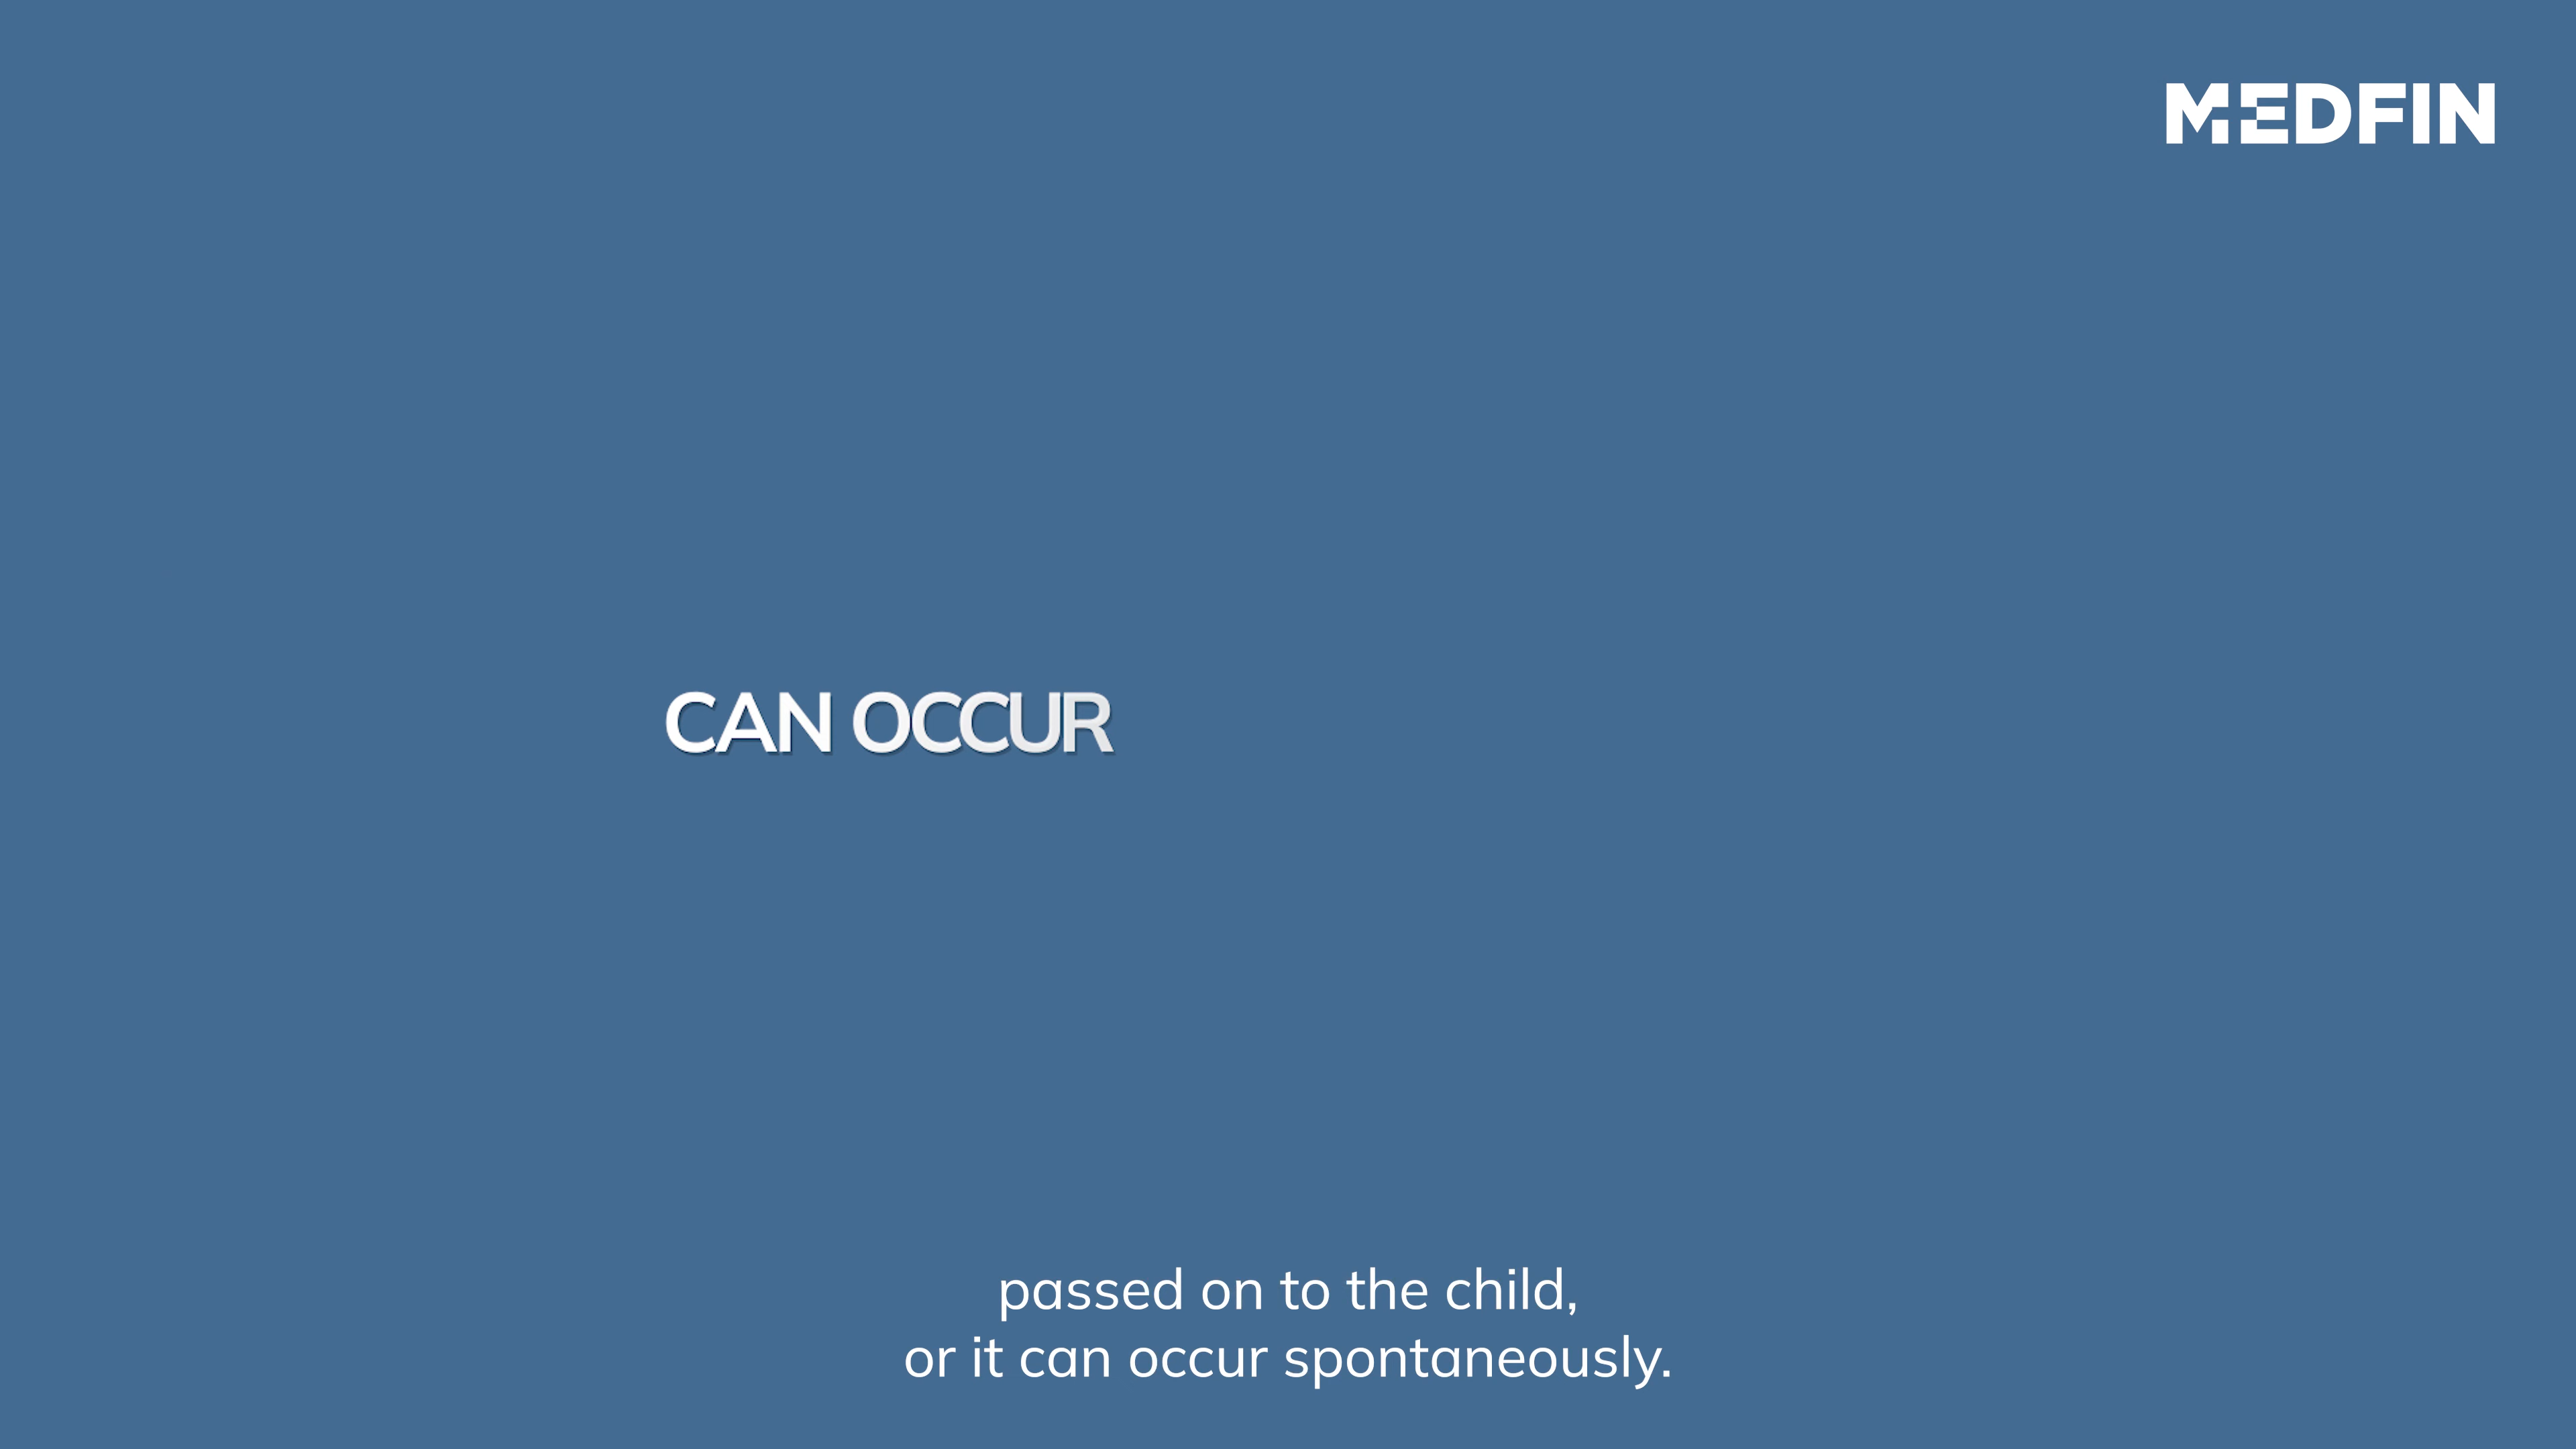 MEDFIN
CAN OCCUR
passed on to the child,
or it can occur spontaneously.